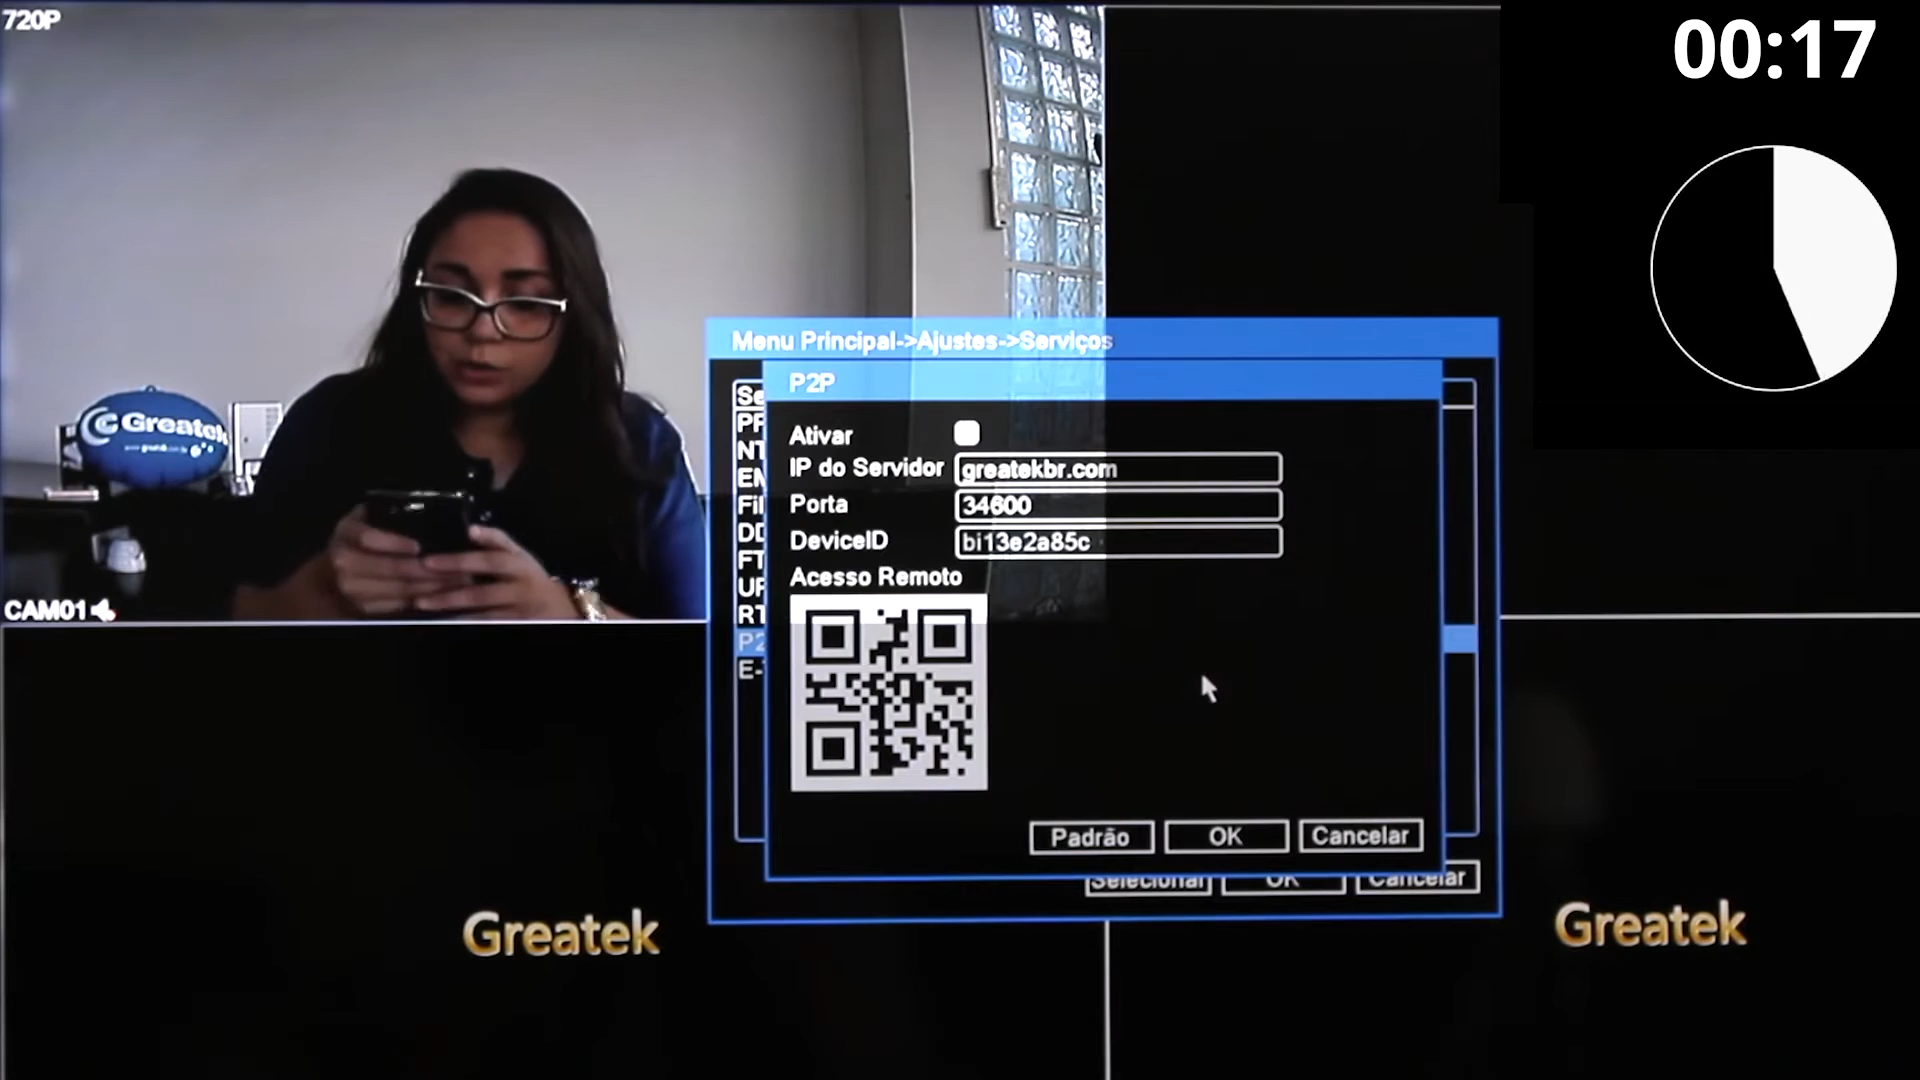 720P
00:17
Greatek
CAM01
Menu Principal->Ajustes->Serviços
P2P
Ativar
IP do Servidor greatekbr.com
Porta 34600
DeviceID bi13e2a85c
Acesso Remoto
Padrão OK Cancelar
Selecionar OK Cancelar
Greatek
Greatek